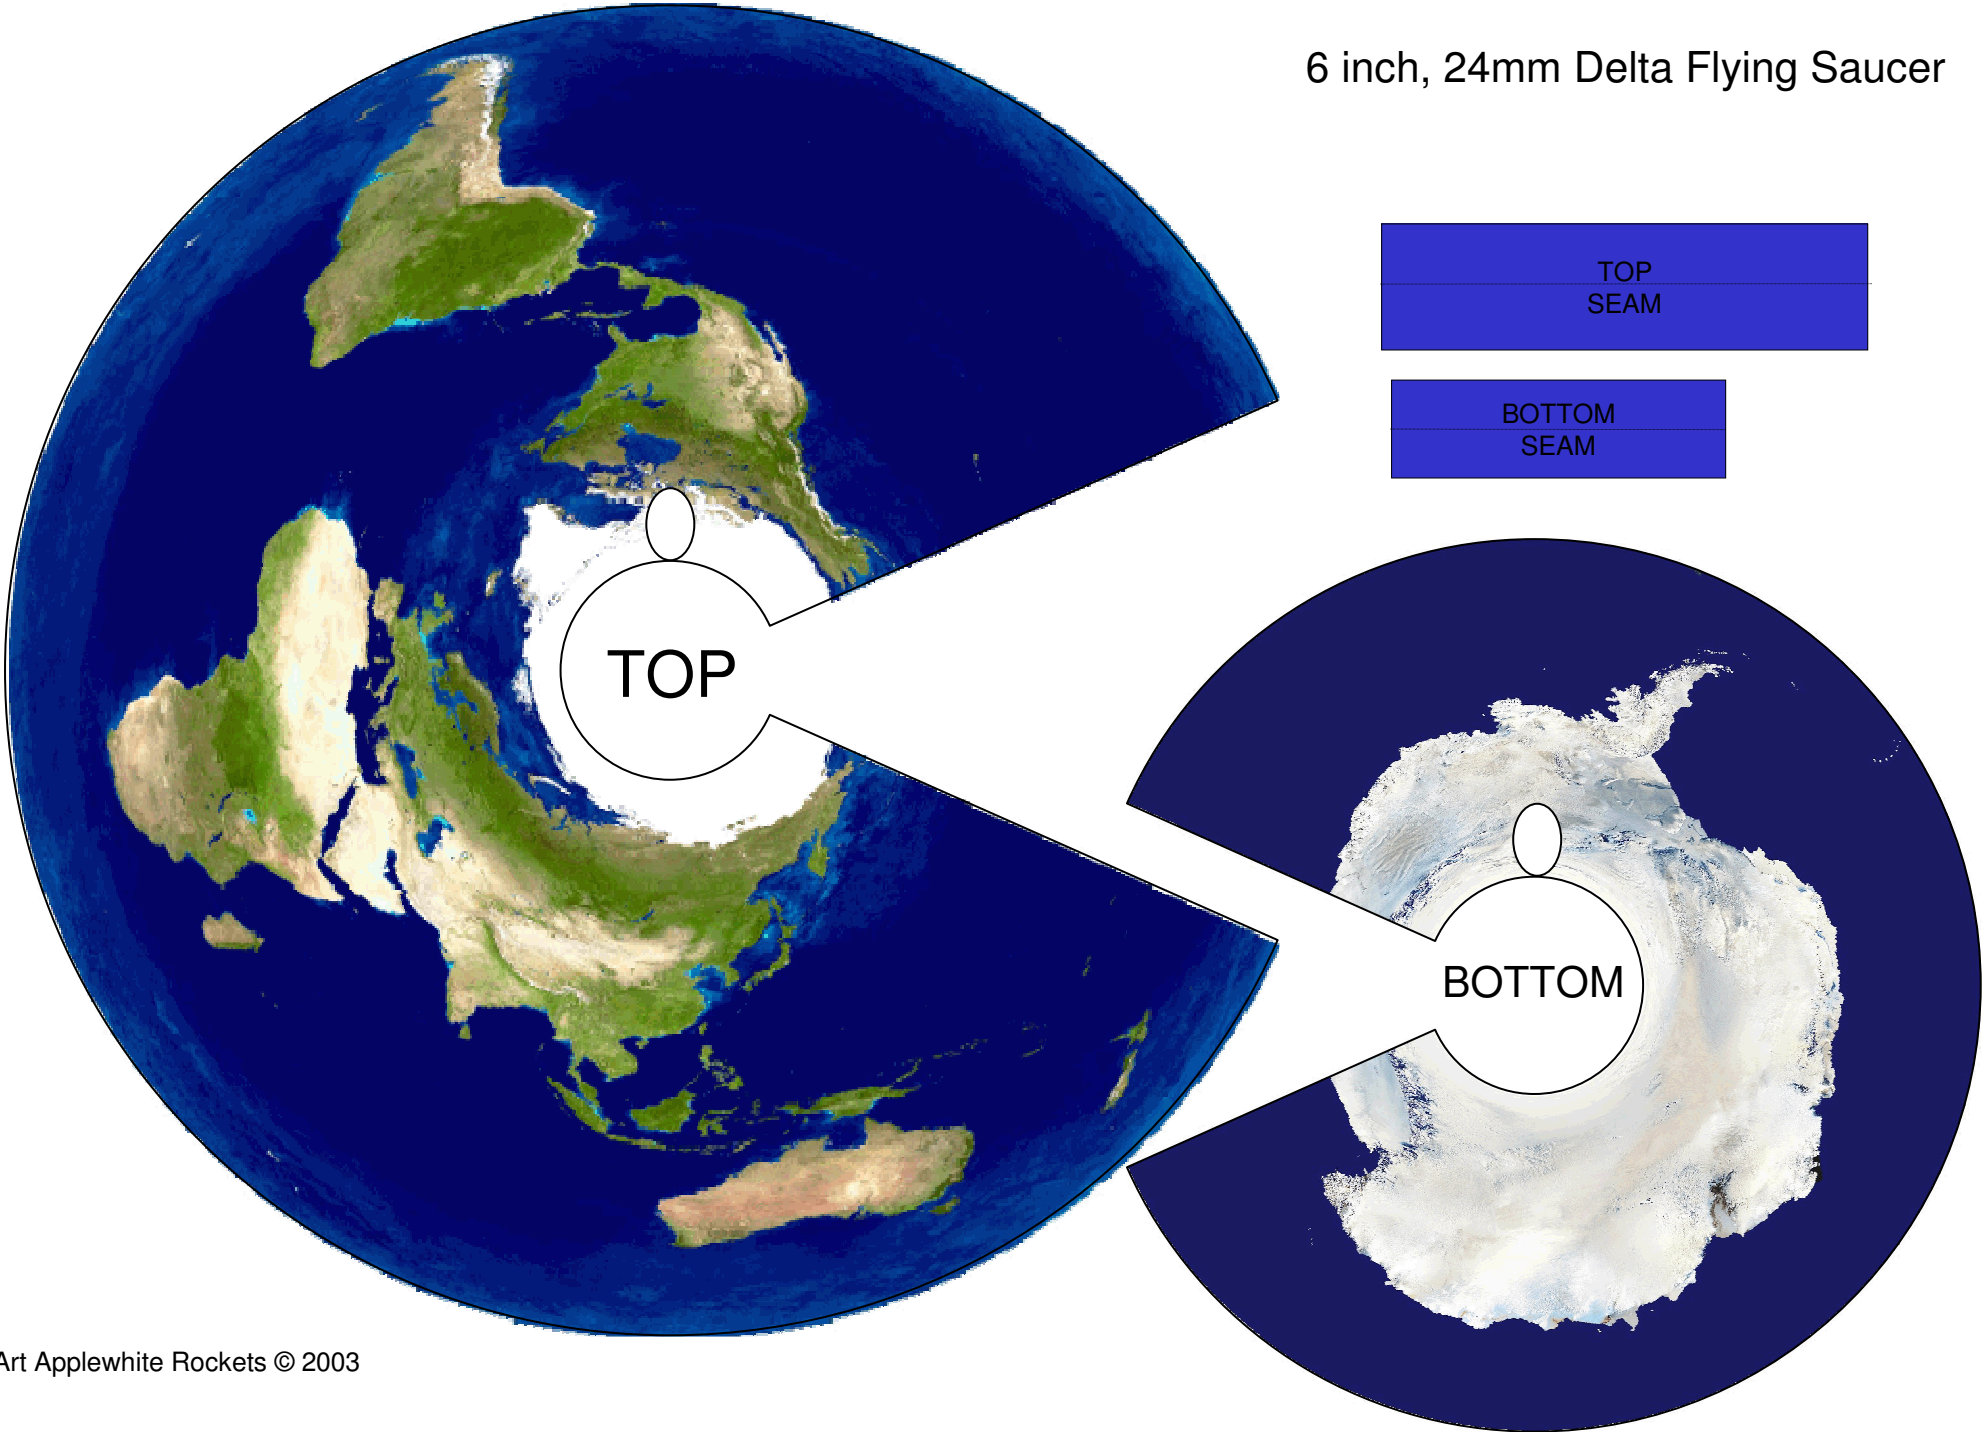 6 inch, 24mm Delta Flying Saucer
TOP
SEAM
BOTTOM
SEAM
TOP
BOTTOM
Art Applewhite Rockets © 2003